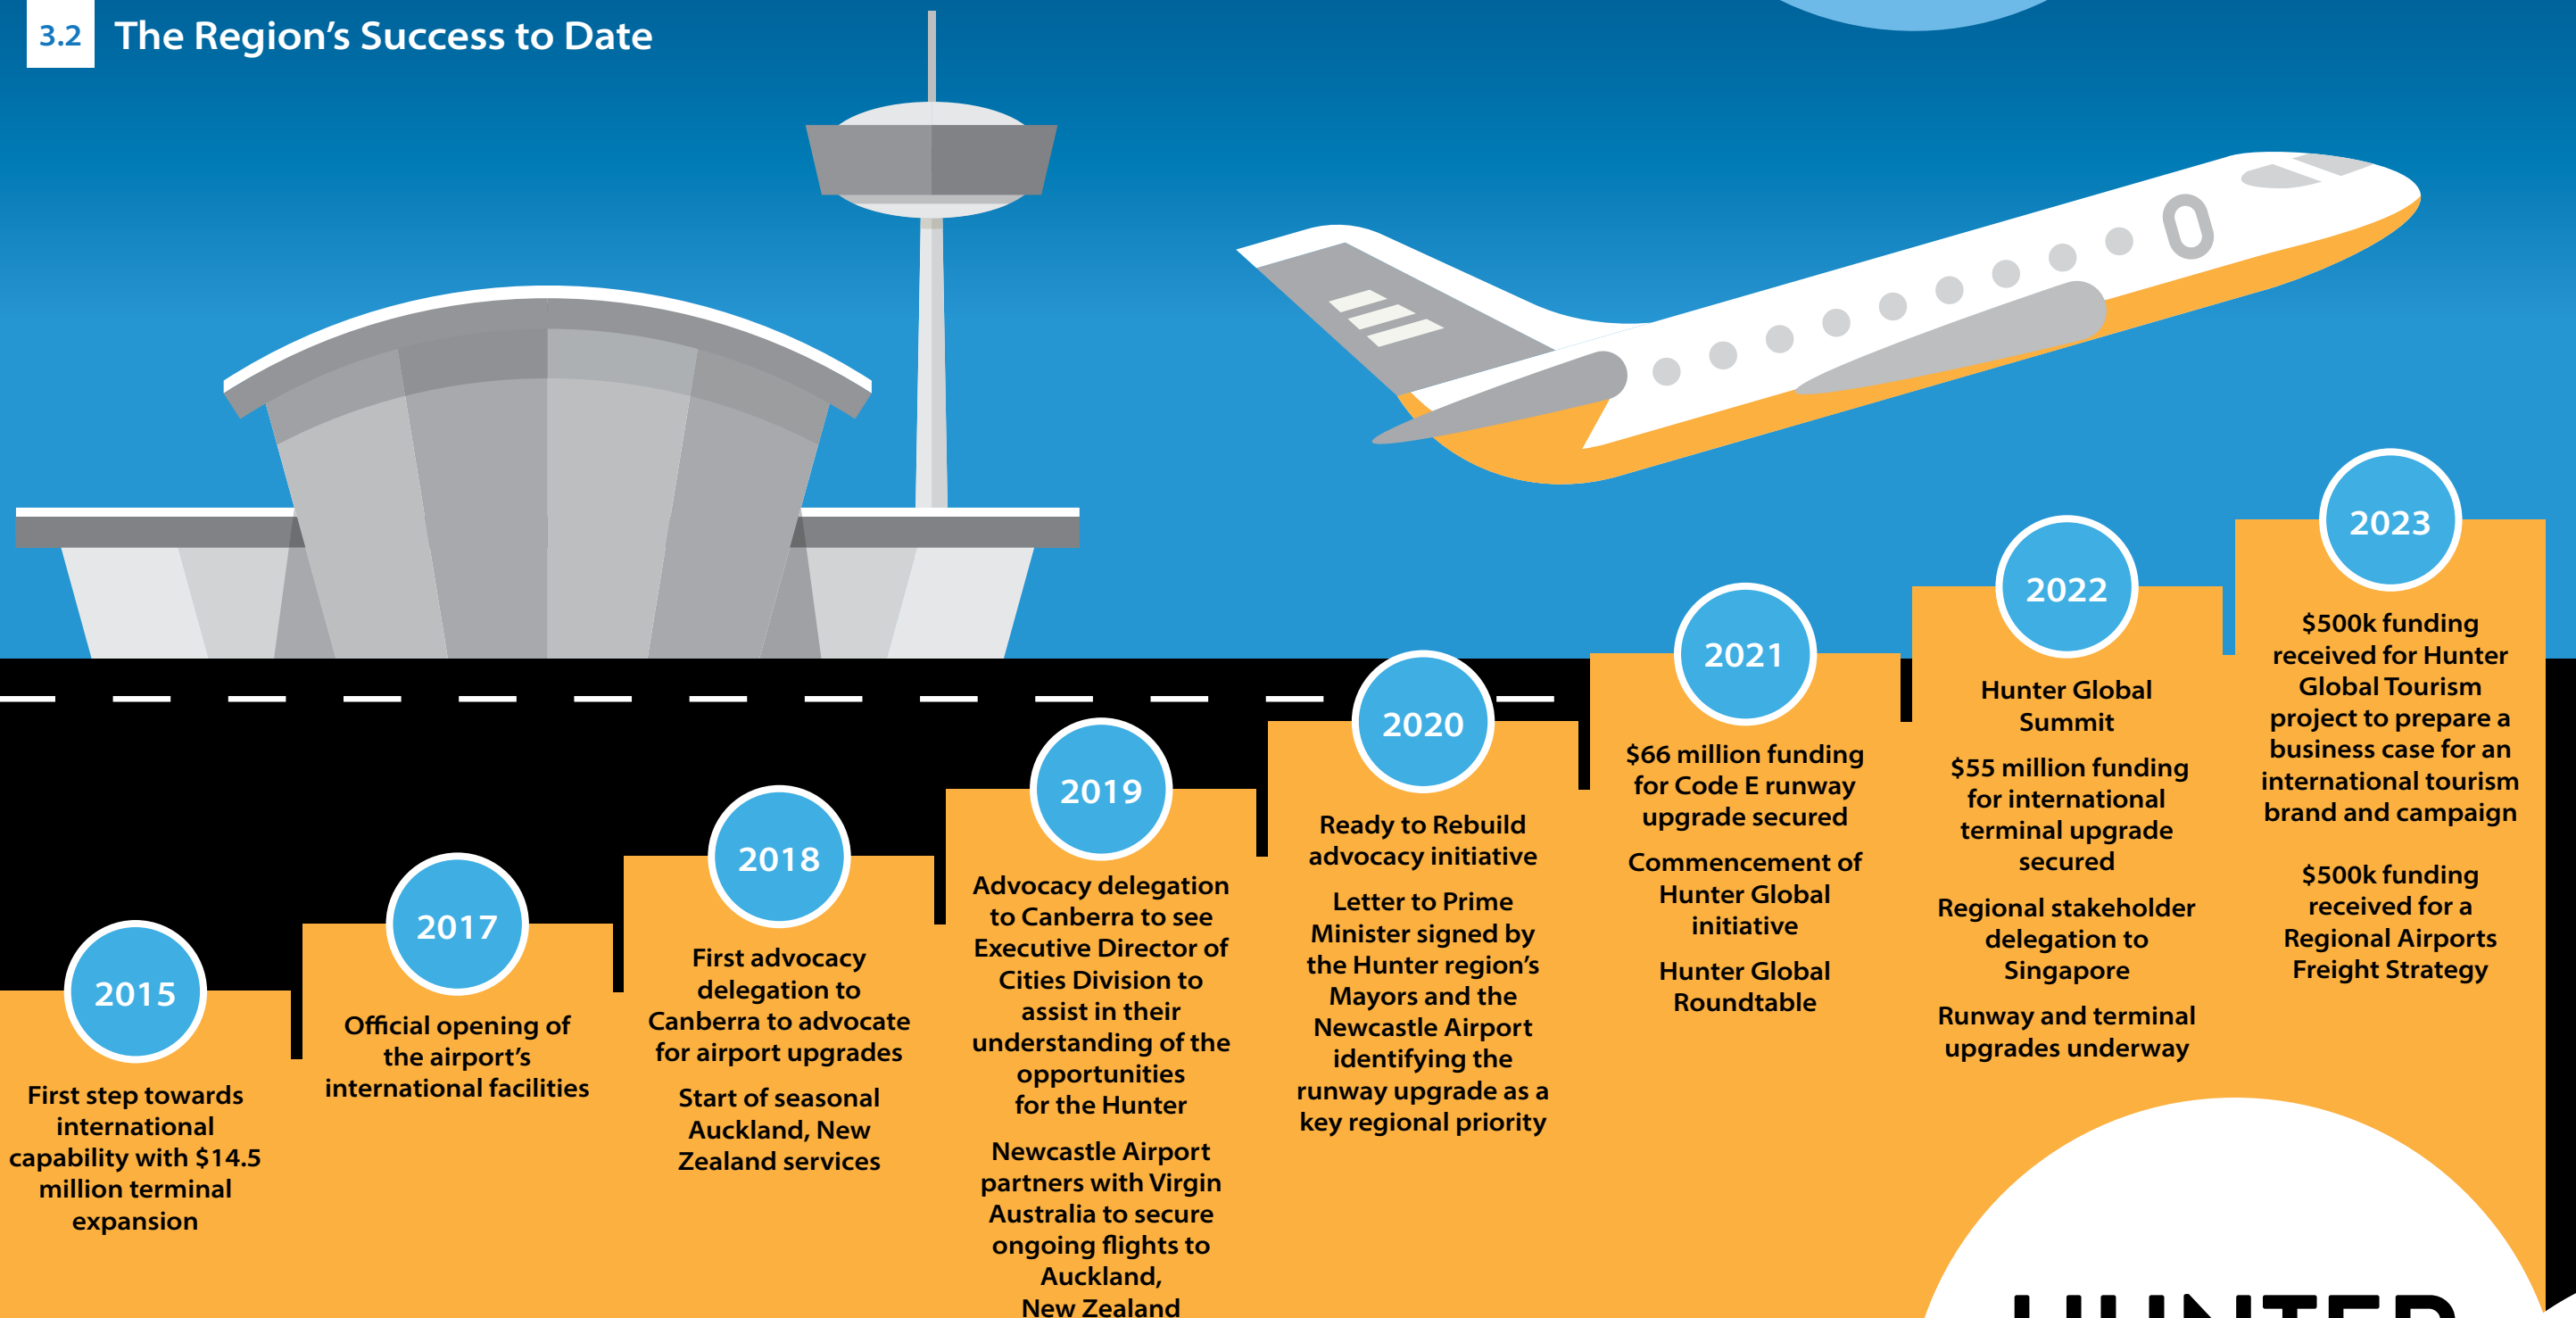 3.2 The Region’s Success to Date
2015
First step towards
international
capability with $14.5
million terminal
expansion
2017
Official opening of
the airport’s
international facilities
2018
First advocacy
delegation to
Canberra to advocate
for airport upgrades
Start of seasonal
Auckland, New
Zealand services
2019
Advocacy delegation
to Canberra to see
Executive Director of
Cities Division to
assist in their
understanding of the
opportunities
for the Hunter
Newcastle Airport
partners with Virgin
Australia to secure
ongoing flights to
Auckland,
New Zealand
2020
Ready to Rebuild
advocacy initiative
Letter to Prime
Minister signed by
the Hunter region’s
Mayors and the
Newcastle Airport
identifying the
runway upgrade as a
key regional priority
2021
$66 million funding
for Code E runway
upgrade secured
Commencement of
Hunter Global
initiative
Hunter Global
Roundtable
2022
Hunter Global
Summit
$55 million funding
for international
terminal upgrade
secured
Regional stakeholder
delegation to
Singapore
Runway and terminal
upgrades underway
2023
$500k funding
received for Hunter
Global Tourism
project to prepare a
business case for an
international tourism
brand and campaign
$500k funding
received for a
Regional Airports
Freight Strategy
HUNTER